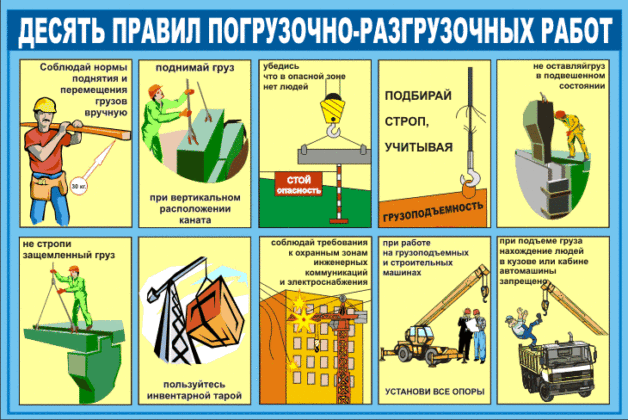 ДЕСЯТЬ ПРАВИЛ ПОГРУЗОЧНО-РАЗГРУЗОЧНЫХ РАБОТ
Соблюдай нормы
поднятия и
перемещения
грузов
вручную
30 кг.
поднимай груз
при вертикальном
расположении
каната
убедись
что в опасной зоне
нет людей
СТОЙ
опасность
ПОДБИРАЙ
СТРОП,
УЧИТЫВАЯ
ГРУЗОПОДЪЕМНОСТЬ
не оставляйгруз
в подвешенном
состоянии
не стропи
защемленный груз
пользуйтесь
инвентарной тарой
соблюдай требования
к охранным зонам
инженерных
коммуникаций
и электроснабжения
при работе
на грузоподъемных
и строительных
машинах
УСТАНОВИ ВСЕ ОПОРЫ
при подъеме груза
нахождение людей
в кузове или кабине
автомашины
запрещено